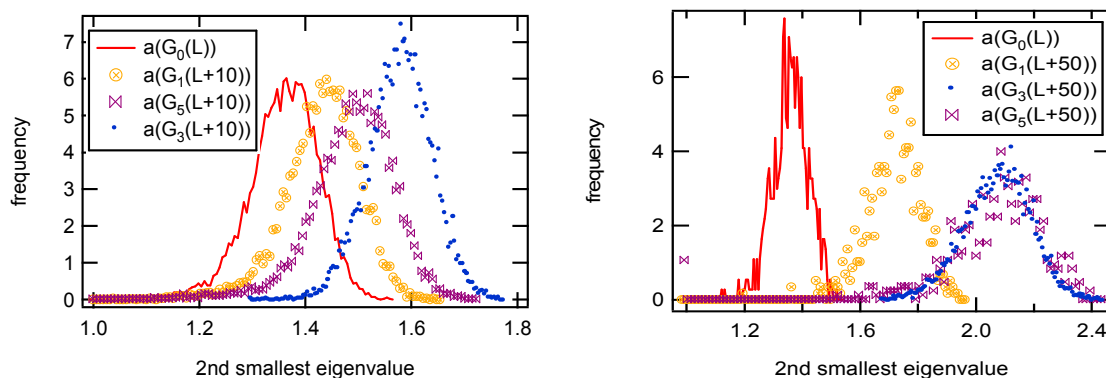 7
6
5
4
3
2
1
0
frequency
a(G₀(L))
a(G₁(L+10))
a(G₅(L+10))
a(G₃(L+10))
1.0
1.2
1.4
1.6
1.8
2nd smallest eigenvalue
6
4
2
0
frequency
a(G₀(L))
a(G₁(L+50))
a(G₃(L+50))
a(G₅(L+50))
1.2
1.6
2.0
2.4
2nd smallest eigenvalue